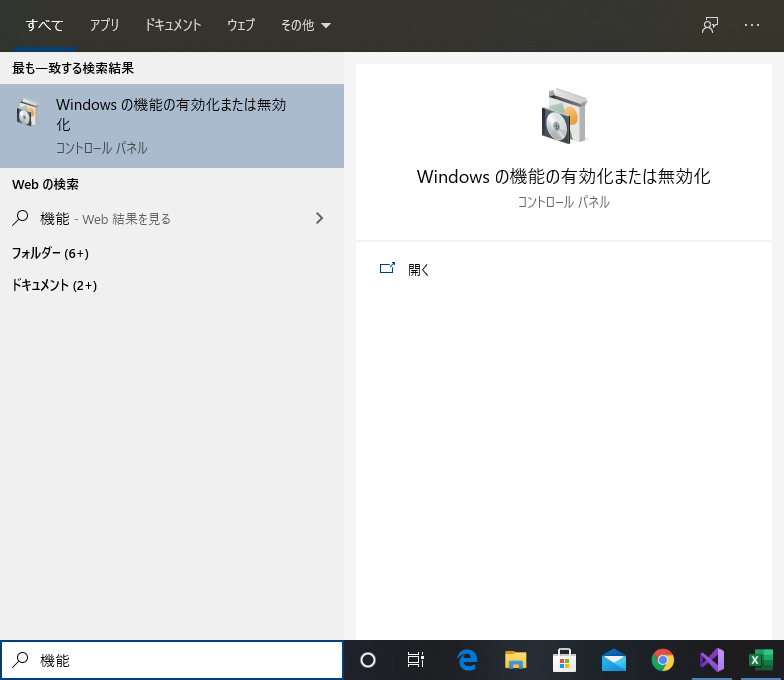 すべて アプリ ドキュメント ウェブ その他
最も一致する検索結果
Windows の機能の有効化または無効
化
コントロール パネル
Web の検索
機能 - Web 結果を見る
フォルダー (6+)
ドキュメント (2+)
Windows の機能の有効化または無効化
コントロール パネル
開く
機能